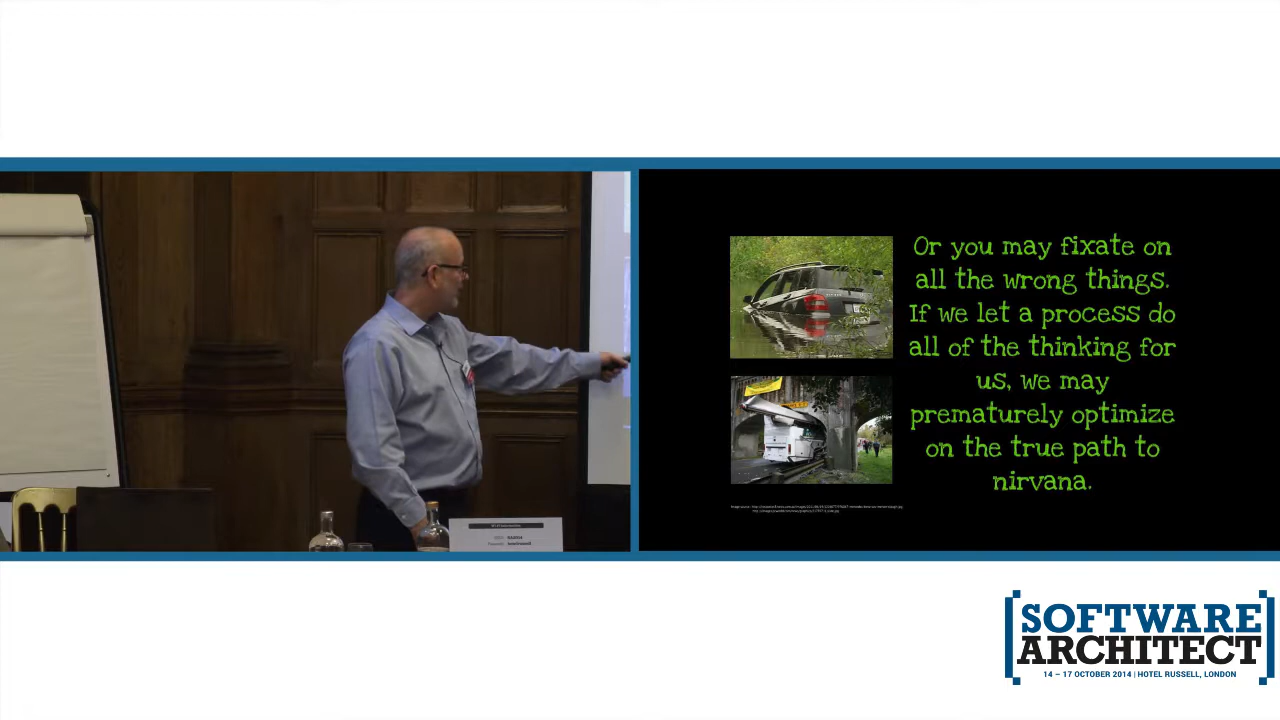 Or you may fixate on
all the wrong things.
If we let a process do
all of the thinking for
us, we may
prematurely optimize
on the true path to
nirvana.
[SOFTWARE
ARCHITECT]
14 – 17 OCTOBER 2014 | HOTEL RUSSELL, LONDON